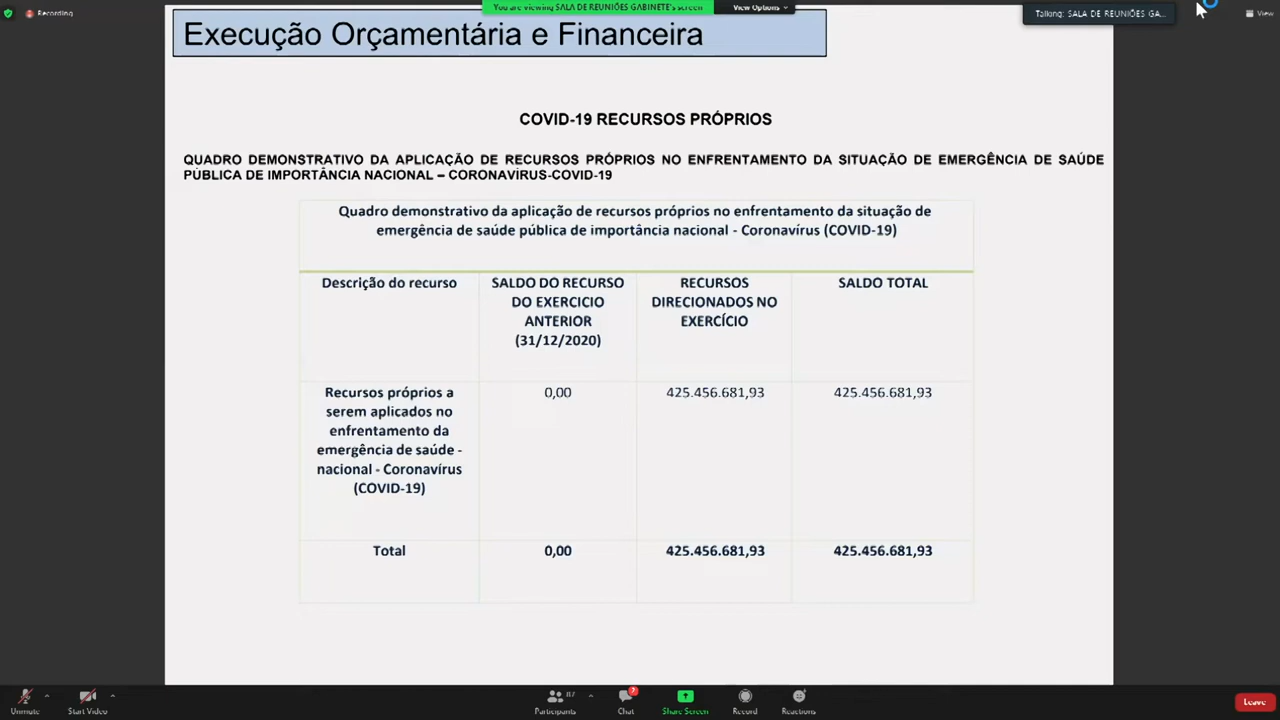 You are viewing SALA DE REUNIÕES GABINETE's screen
View Options
Talking: SALA DE REUNIÕES GA...
View
Recording
Execução Orçamentária e Financeira
COVID-19 RECURSOS PRÓPRIOS
QUADRO DEMONSTRATIVO DA APLICAÇÃO DE RECURSOS PRÓPRIOS NO ENFRENTAMENTO DA SITUAÇÃO DE EMERGÊNCIA DE SAÚDE
PÚBLICA DE IMPORTÂNCIA NACIONAL – CORONAVÍRUS-COVID-19
Quadro demonstrativo da aplicação de recursos próprios no enfrentamento da situação de
emergência de saúde pública de importância nacional - Coronavírus (COVID-19)
Descrição do recurso
SALDO DO RECURSO
DO EXERCICIO
ANTERIOR
(31/12/2020)
RECURSOS
DIRECIONADOS NO
EXERCÍCIO
SALDO TOTAL
Recursos próprios a
serem aplicados no
enfrentamento da
emergência de saúde -
nacional - Coronavírus
(COVID-19)
0,00
425.456.681,93
425.456.681,93
Total
0,00
425.456.681,93
425.456.681,93
Unmute
Start Video
Participants
87
Chat
7
Share Screen
Record
Reactions
Leave